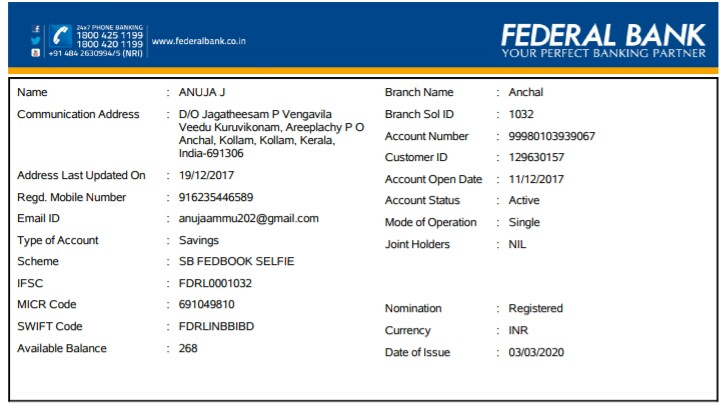 24x7 PHONE BANKING
1800 425 1199
1800 420 1199
+91 484 2630994/5 (NRI)
www.federalbank.co.in
FEDERAL BANK
YOUR PERFECT BANKING PARTNER
Name : ANUJA J
Communication Address : D/O Jagatheesam P Vengavila
Veedu Kuruvikonam, Areeplachy P O
Anchal, Kollam, Kollam, Kerala,
India-691306
Address Last Updated On : 19/12/2017
Regd. Mobile Number : 916235446589
Email ID : anujaammu202@gmail.com
Type of Account : Savings
Scheme : SB FEDBOOK SELFIE
IFSC : FDRL0001032
MICR Code : 691049810
SWIFT Code : FDRLINBBIBD
Available Balance : 268
Branch Name : Anchal
Branch Sol ID : 1032
Account Number : 99980103939067
Customer ID : 129630157
Account Open Date : 11/12/2017
Account Status : Active
Mode of Operation : Single
Joint Holders : NIL
Nomination : Registered
Currency : INR
Date of Issue : 03/03/2020